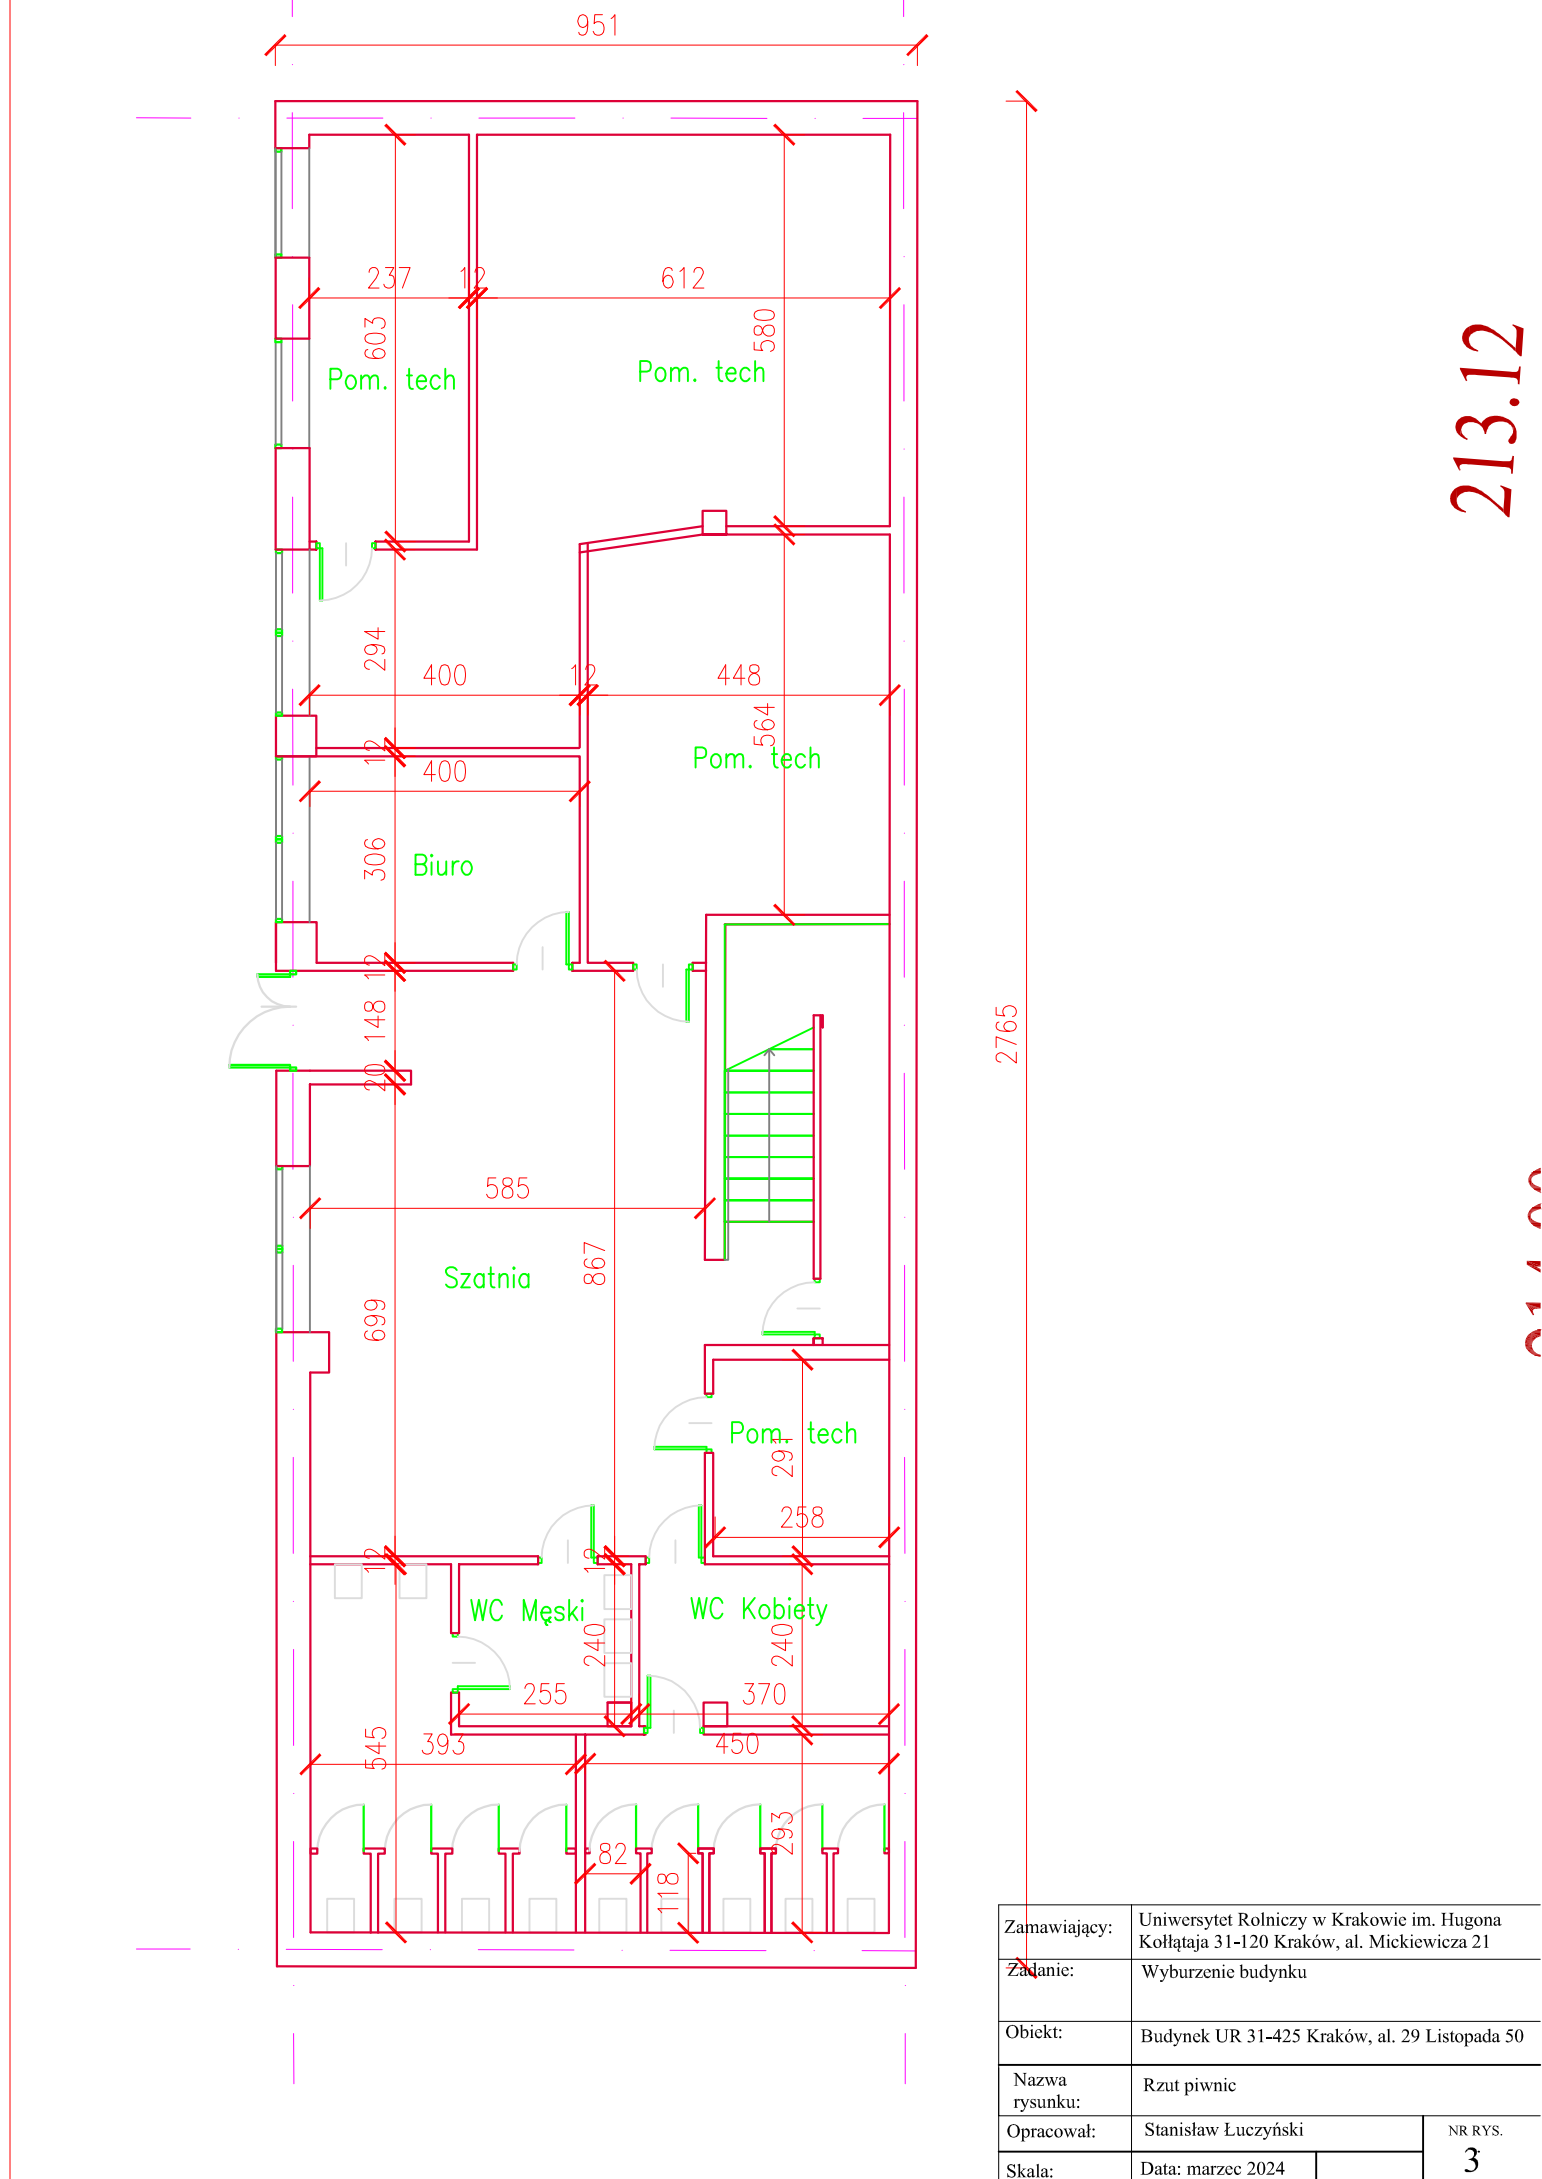 951
237
12
612
603
580
Pom. tech
Pom. tech
213.12
294
400
12
448
564
12
400
Pom. tech
306
Biuro
12
148
20
2765
585
867
Szatnia
699
Pom. tech
291
258
12
12
WC Męski
WC Kobiety
240
240
255
370
545
393
450
293
82
118
Zamawiający:
Uniwersytet Rolniczy w Krakowie im. Hugona
Kołłątaja 31-120 Kraków, al. Mickiewicza 21
Zadanie:
Wyburzenie budynku
Obiekt:
Budynek UR 31-425 Kraków, al. 29 Listopada 50
Nazwa
rysunku:
Rzut piwnic
Opracował:
Stanisław Łuczyński
NR RYS.
3
Skala:
Data: marzec 2024